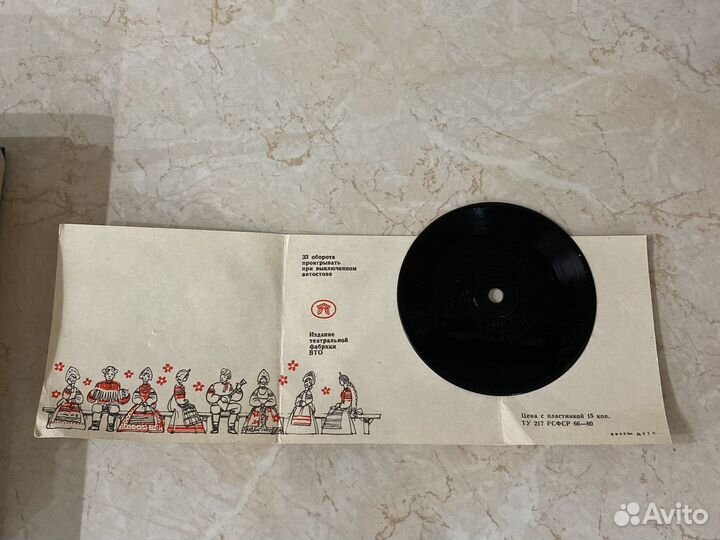 33 оборота
проигрывать
при выключенном
автостопе
Издание
театральной
фабрики
ВТО
Цена с пластинкой 15 коп.
ТУ 217 РСФСР 66—80
Avito